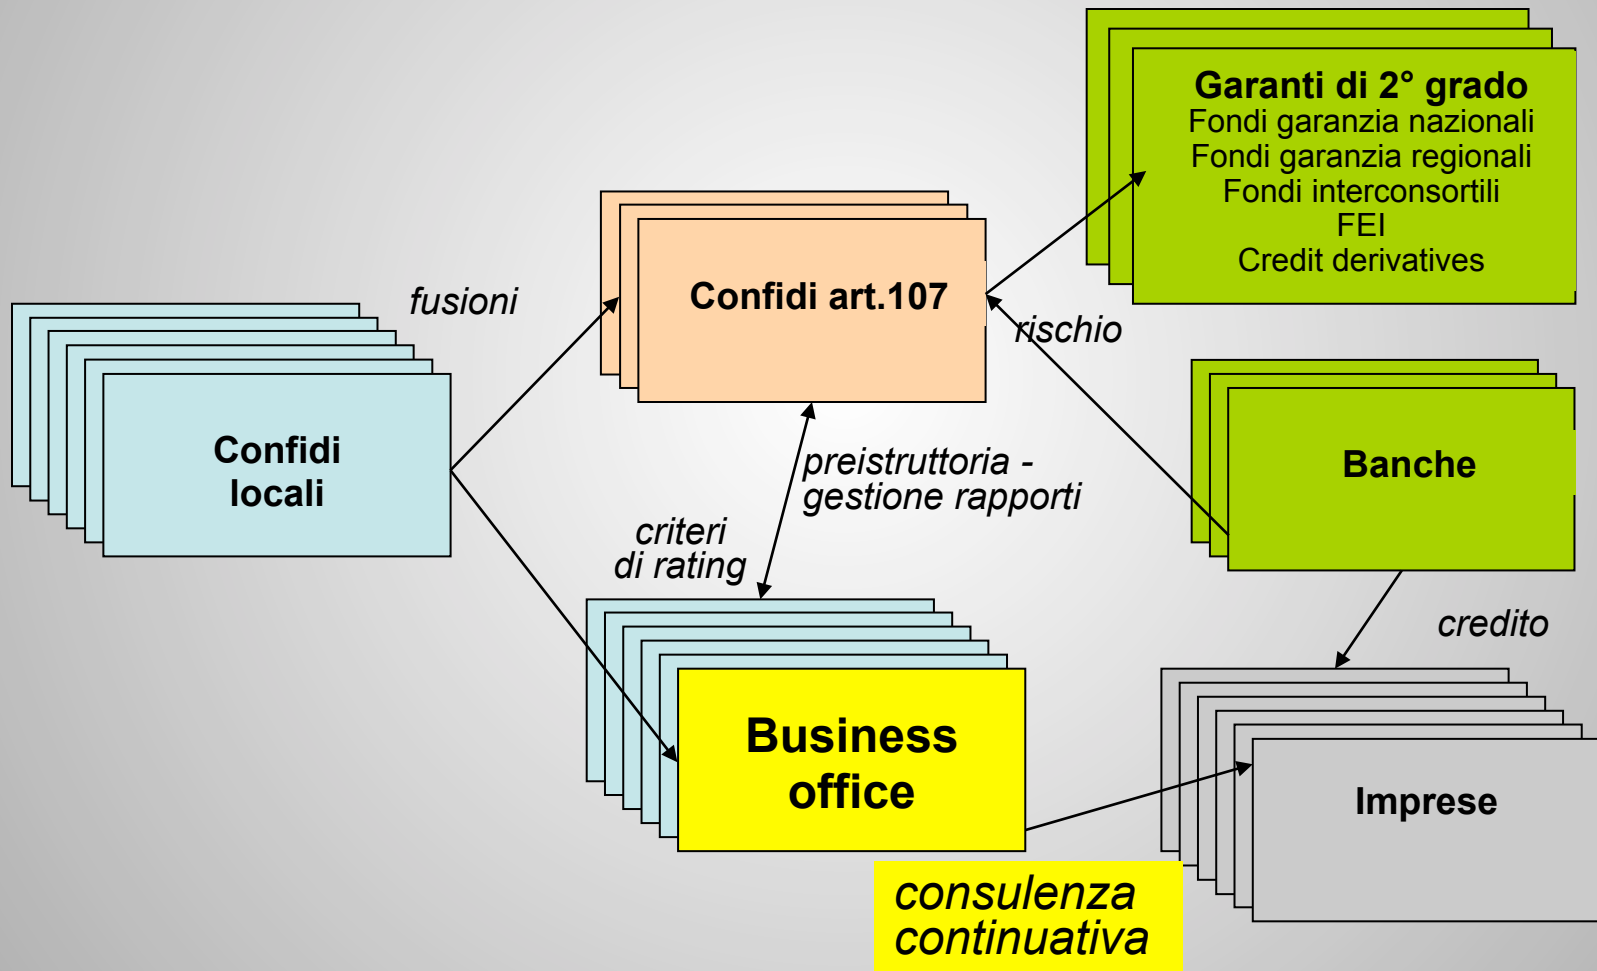 Garanti di 2° grado
Fondi garanzia nazionali
Fondi garanzia regionali
Fondi interconsortili
FEI
Credit derivatives
fusioni
Confidi art.107
rischio
Confidi
locali
preistruttoria -
gestione rapporti
Banche
criteri
di rating
credito
Business
office
Imprese
consulenza
continuativa